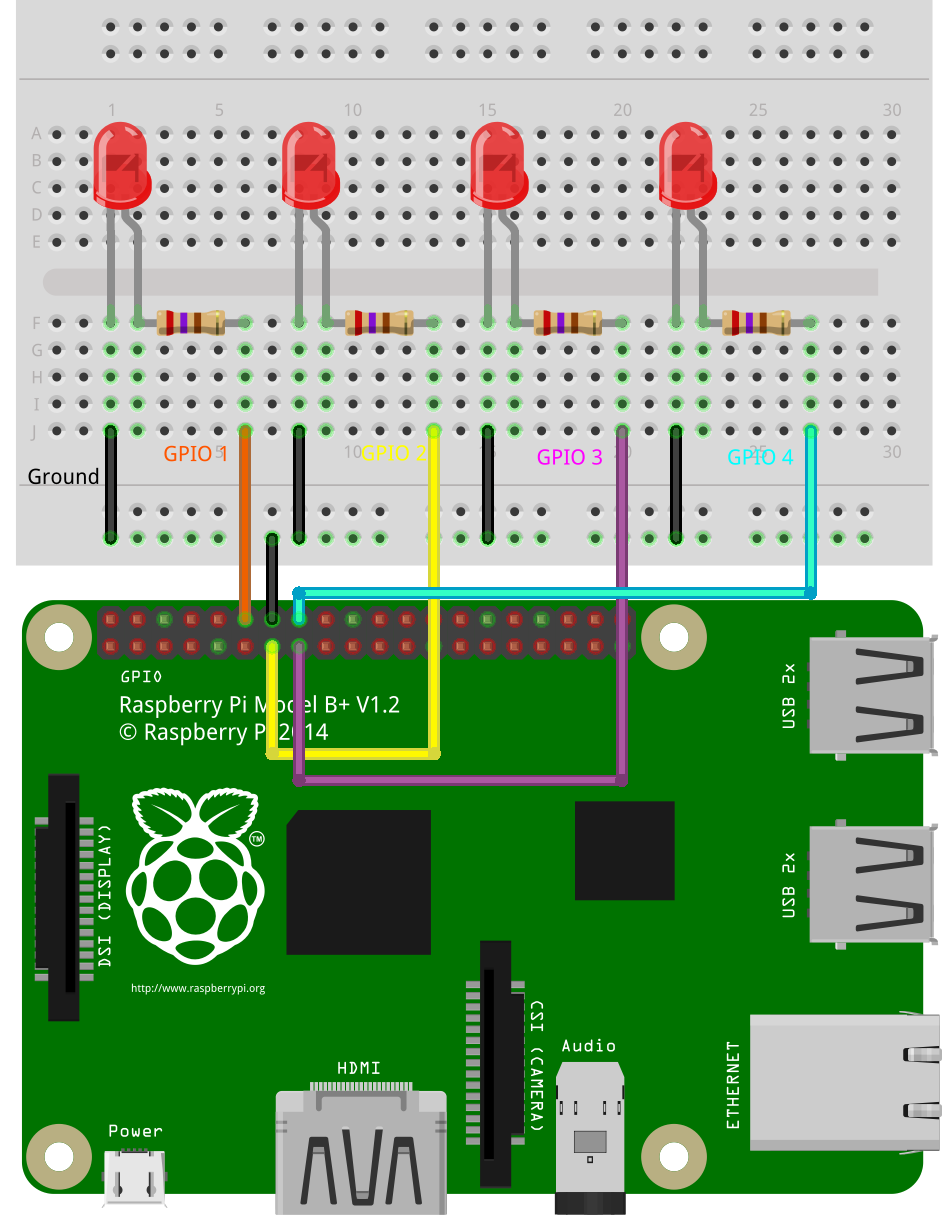 1 5 10 15 20 25 30
A
B
C
D
E
F
G
H
I
J
GPIO 1
5
10
GPIO 2
GPIO 3
20
GPIO 4
25
30
Ground
GPIO
Raspberry Pi Model B+ V1.2
© Raspberry Pi 2014
USB 2x
USB 2x
TM
DSI (DISPLAY)
http://www.raspberrypi.org
CSI (CAMERA)
Audio
ETHERNET
HDMI
Power